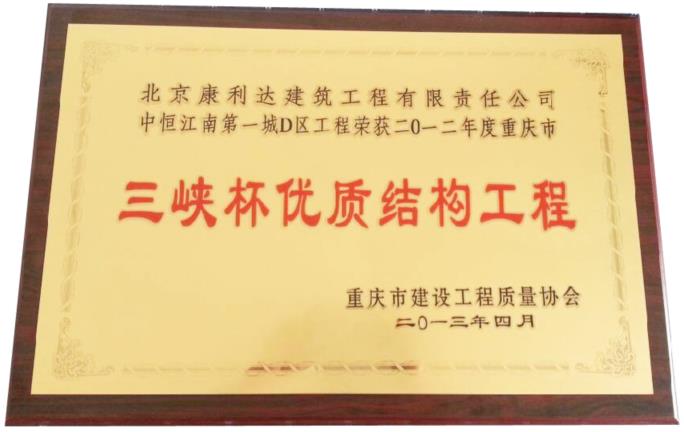 北京康利达建筑工程有限责任公司
中恒江南第一城D区工程荣获二0一二年度重庆市
三峡杯优质结构工程
重庆市建设工程质量协会
二0一三年四月